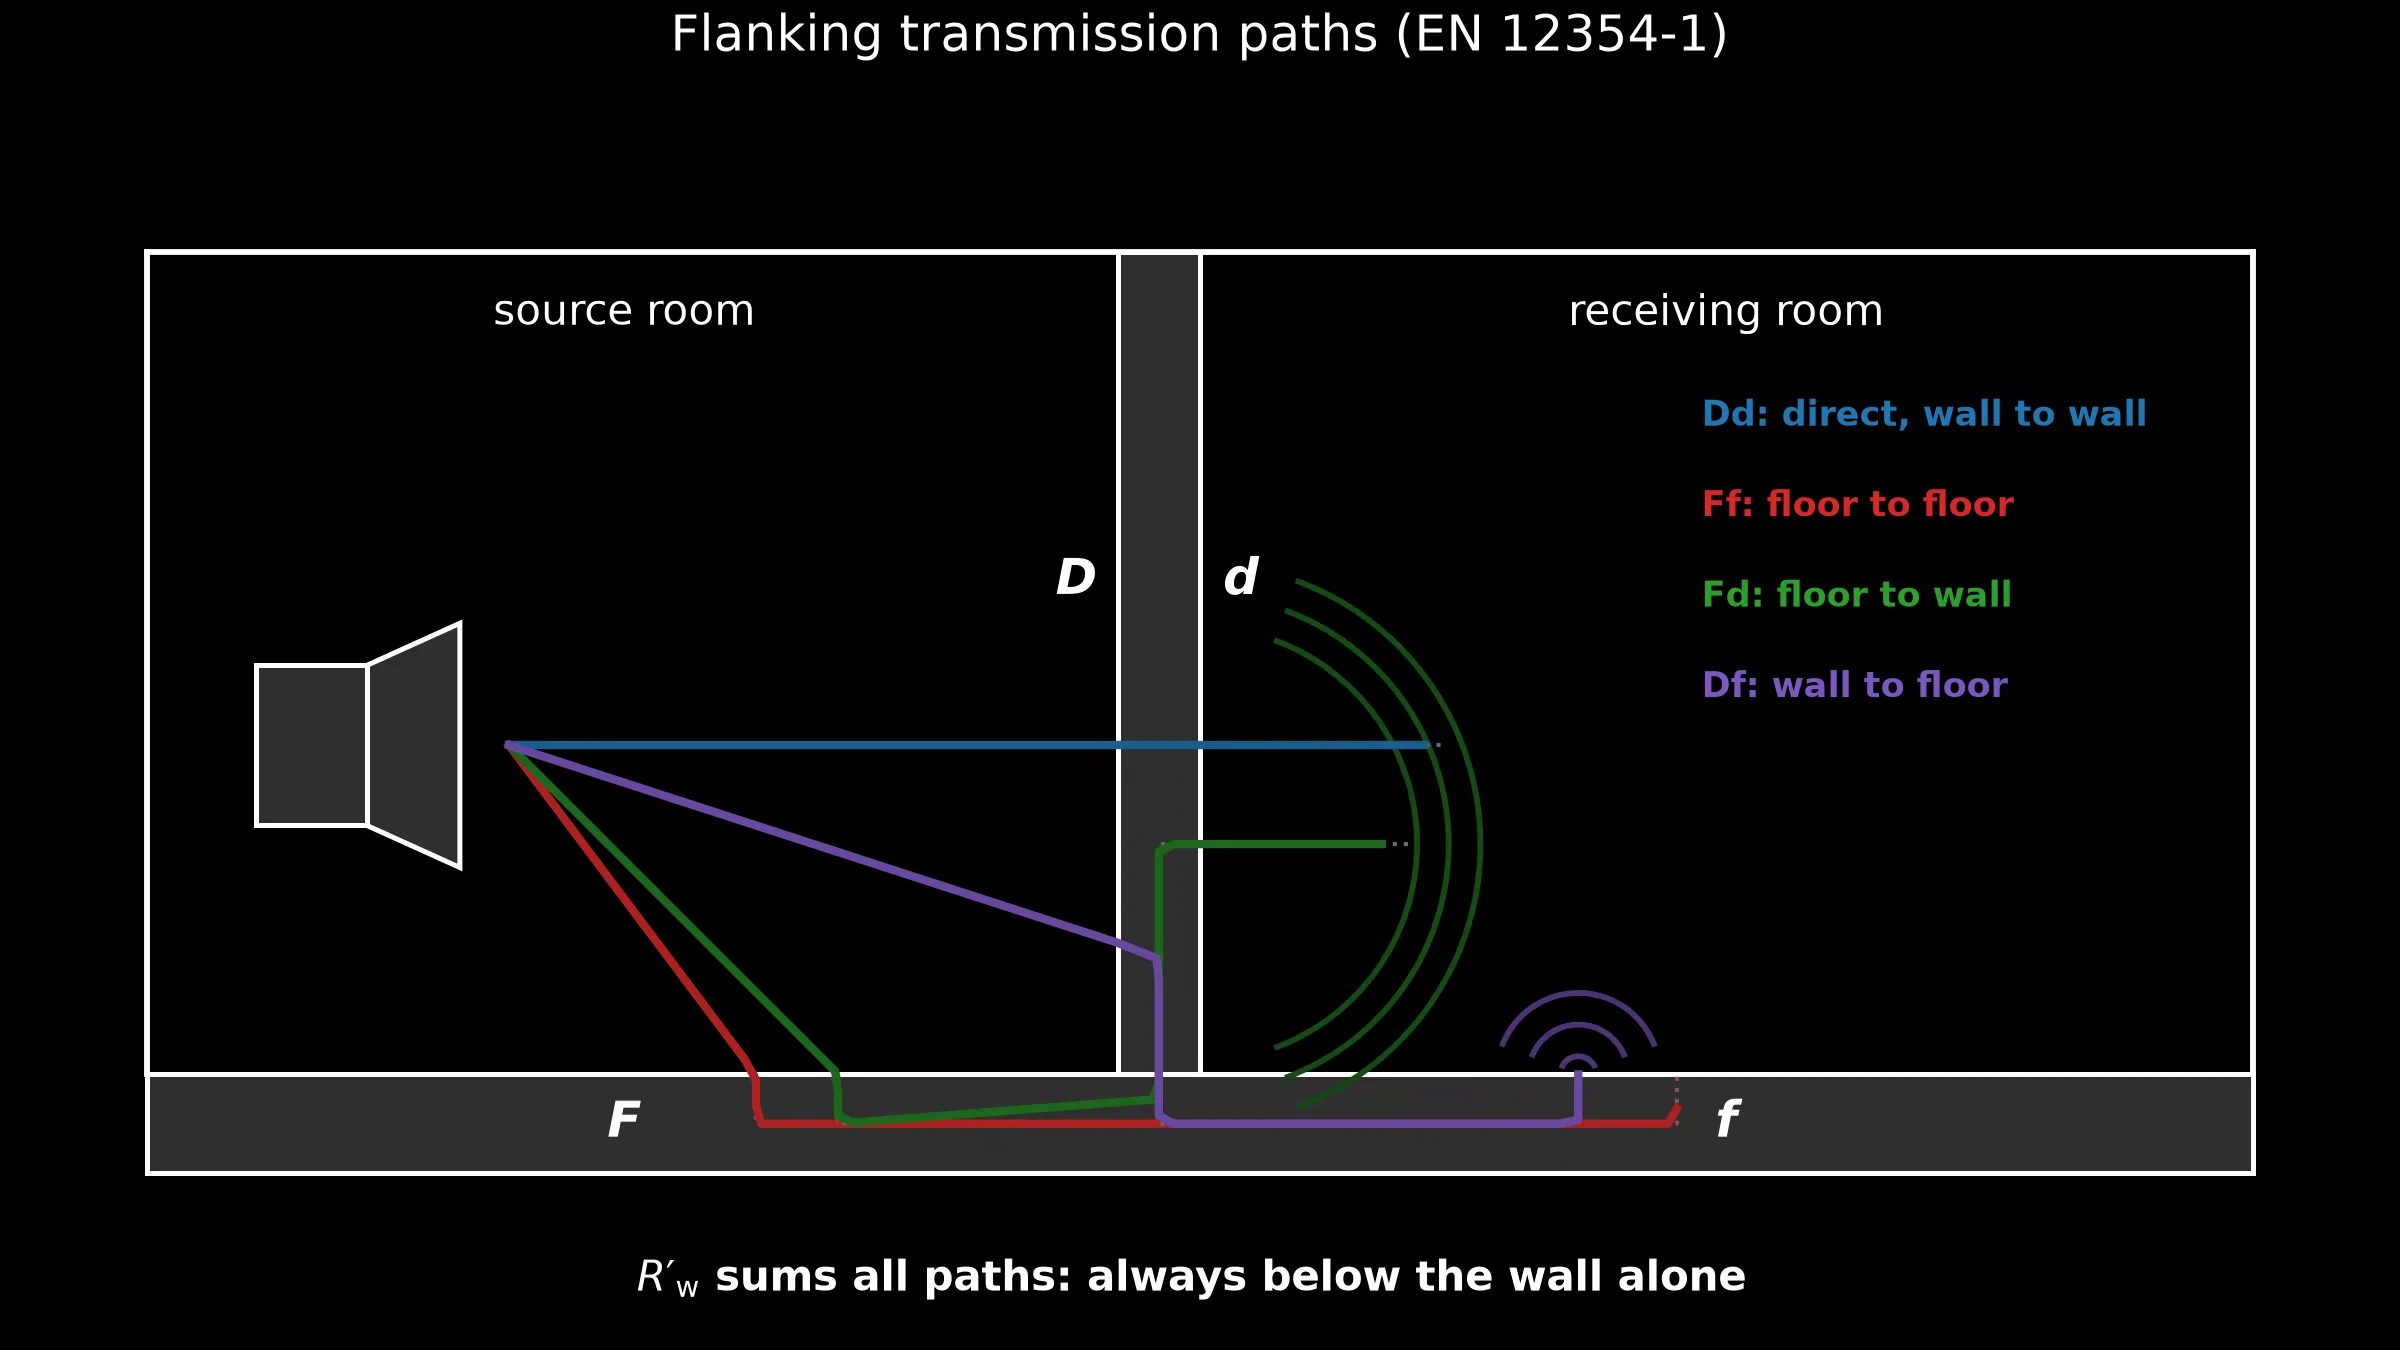 Flanking transmission paths (EN 12354-1)
source room
receiving room
Dd: direct, wall to wall
Ff: floor to floor
Fd: floor to wall
Df: wall to floor
D
d
F
f
R′w sums all paths: always below the wall alone